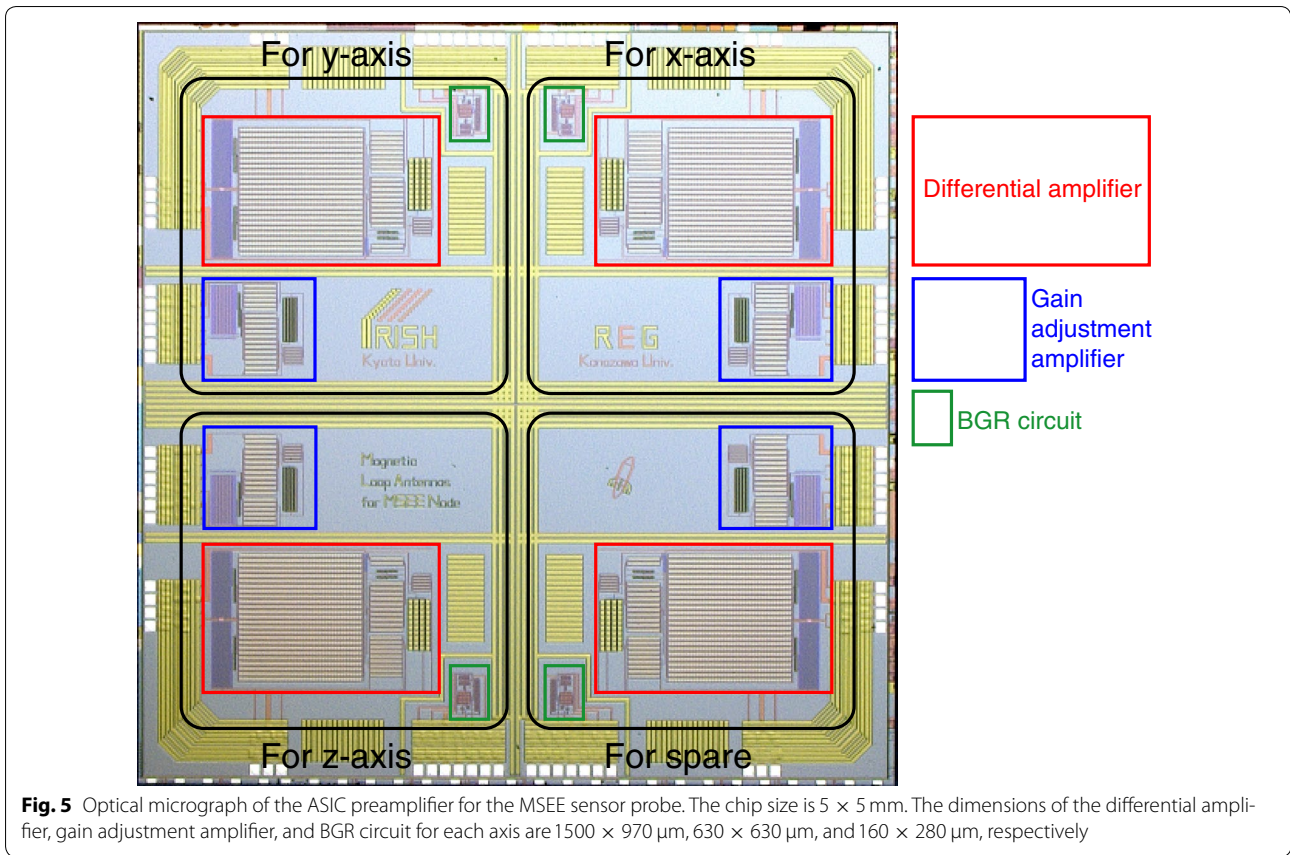 For y-axis
For x-axis
Differential amplifier
Gain
adjustment
amplifier
BGR circuit
RISH
Kyoto Univ.
REG
Kanazawa Univ.
Magnetic
Loop Antennas
for MSEEE Node
For z-axis
For spare
Fig. 5 Optical micrograph of the ASIC preamplifier for the MSEE sensor probe. The chip size is 5 × 5 mm. The dimensions of the differential ampli-
fier, gain adjustment amplifier, and BGR circuit for each axis are 1500 × 970 μm, 630 × 630 μm, and 160 × 280 μm, respectively